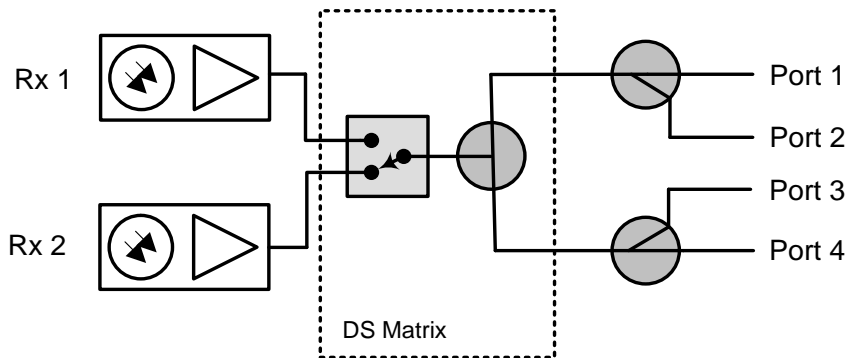 Rx 1
Port 1
Port 2
Port 3
Rx 2
Port 4
DS Matrix